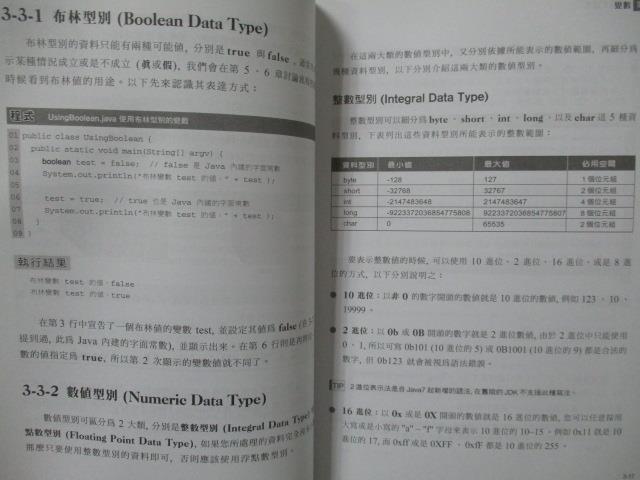 3-3-1 布林型別 (Boolean Data Type)
布林型別的資料只能有兩種可能值，分別是 true 與 false，
示某種情況成立或是不成立 (真或假)，我們會在第 5、6 章討論
時候看到布林值的用途。以下先來認識其表達方式：
程式 UsingBoolean.java 使用布林型別的變數
01 public class UsingBoolean {
02 public static void main(String[] argv) {
03 boolean test = false; // false 是 Java 內建的字面常數
04 System.out.println("布林變數 test 的值：" + test );
05
06 test = true; // true 也是 Java 內建的字面常數
07 System.out.println("布林變數 test 的值：" + test );
08 }
09 }
執行結果
布林變數 test 的值：false
布林變數 test 的值：true
在第 3 行中宣告了一個布林值的變數 test, 並設定其值為 false
提到過, 此為 Java 內建的字面常數), 並顯示出來。在第 6 行則是再將
數的值指定為 true, 所以第 2 次顯示的變數值就不同了。
3-3-2 數值型別 (Numeric Data Type)
數值型別可區分為 2 大類, 分別是整數型別 (Integral Data Type)
點數型別 (Floating Point Data Type), 如果您所處理的資料完全
那麼只要使用整數型別的資料即可, 否則應該使用浮點數型別。
變數
在這兩大類的數值型別中，又分別依據所能表示的數值範圍，再細分為
幾種資料型別，以下分別介紹這兩大類的數值型別。
整數型別 (Integral Data Type)
整數型別可以細分為 byte、short、int、long、以及 char 這 5 種資
料型別，下表列出這些資料型別所能表示的整數範圍：
資料型別 最小值 最大值 佔用空間
byte -128 127 1 個位元組
short -32768 32767 2 個位元組
int -2147483648 2147483647 4 個位元組
long -9223372036854775808 9223372036854775807 8 個位元組
char 0 65535 2 個位元組
要表示整數值的時候, 可以使用 10 進位、2 進位、16 進位、或是 8 進
位的方式，以下分別說明之：
● 10 進位：以非 0 的數字開頭的數值就是 10 進位的數值, 例如 123、10、
19999。
● 2 進位：以 0b 或 0B 開頭的數字就是 2 進位數值, 由於 2 進位中只能使用
0、1, 所以可寫 0b101 (10 進位的 5) 或 0B1001 (10 進位的 9) 都是合法的
數字, 但 0b123 就會被視為語法錯誤。
TIP 2 進位表示法是自 Java7 起新增的語法, 在舊版的 JDK 不支援此種寫法。
● 16 進位：以 0x 或是 0X 開頭的數值就是 16 進位的數值, 您可以任意採用
大寫或是小寫的 "a" ~ "f" 字母來表示 10 進位的 10~15。例如 0x11 就是 10
進位的 17, 而 0xff 或是 0XFF、0xfF 都是 10 進位的 255。
3-17